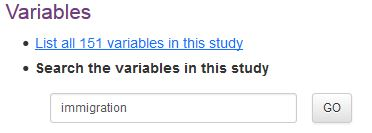 Variables
• List all 151 variables in this study
• Search the variables in this study
immigration GO